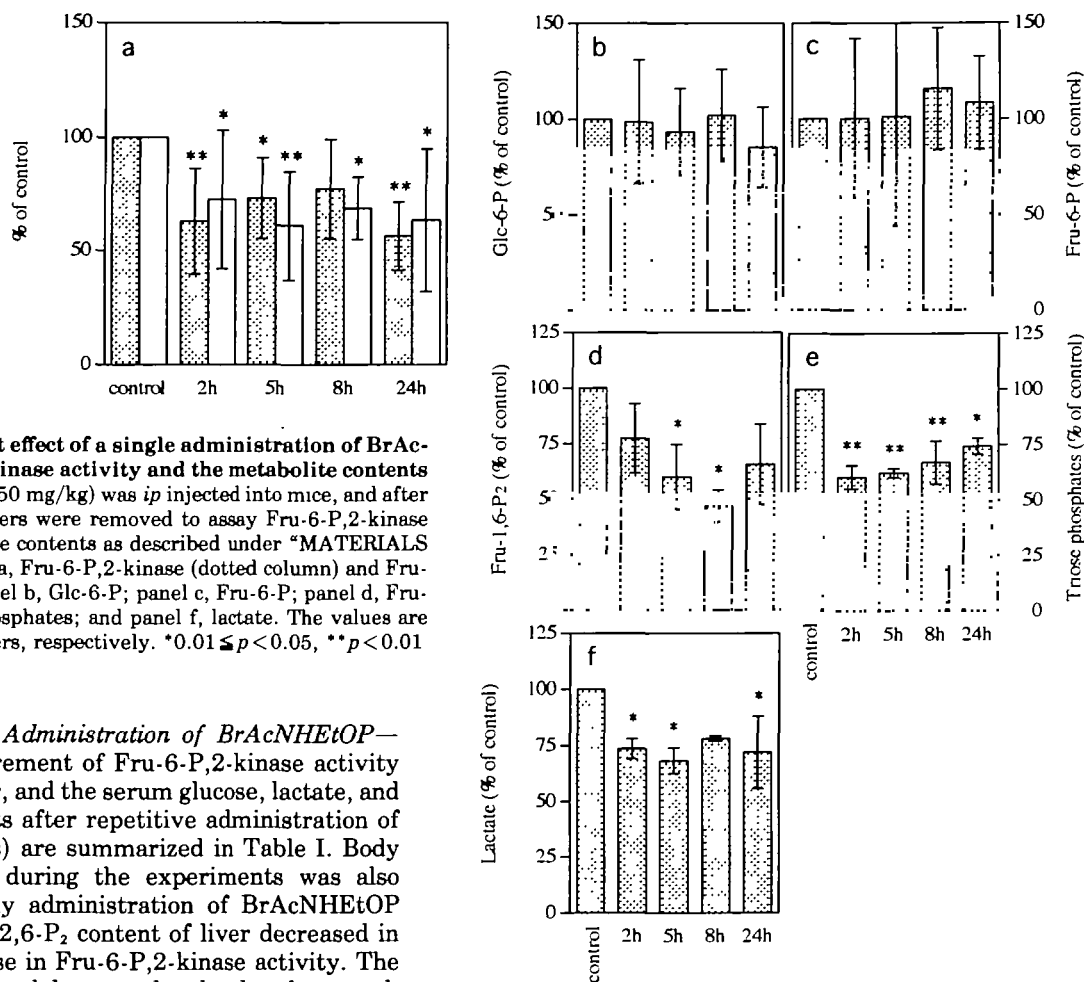 150
a
100
50
0
% of control
** * * ** * ** *
control 2h 5h 8h 24h
b
c
150
100
50
0
100
5
Glc-6-P (% of control)
Fru-6-P (% of control)
125
d
100
75
5
2
0
*
*
Fru-1,6-P2 (% of control)
e
125
100
75
50
25
0
** ** ** *
phosphates (% of control)
control 2h 5h 8h 24h
t effect of a single administration of BrAc-
kinase activity and the metabolite contents
50 mg/kg) was ip injected into mice, and after
ers were removed to assay Fru-6-P,2-kinase
e contents as described under "MATERIALS
a, Fru-6-P,2-kinase (dotted column) and Fru-
el b, Glc-6-P; panel c, Fru-6-P; panel d, Fru-
sphates; and panel f, lactate. The values are
ers, respectively. *0.01≦p<0.05, **p<0.01
Administration of BrAcNHEtOP—
rement of Fru-6-P,2-kinase activity
r, and the serum glucose, lactate, and
ts after repetitive administration of
s) are summarized in Table I. Body
during the experiments was also
y administration of BrAcNHEtOP
2,6-P₂ content of liver decreased in
se in Fru-6-P,2-kinase activity. The
125
f
100
75
50
25
0
* * *
Lactate (% of control)
control 2h 5h 8h 24h